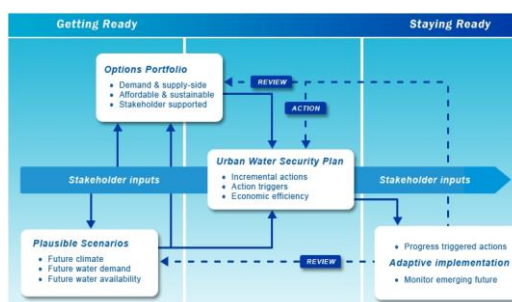 Getting Ready
Staying Ready
Options Portfolio
Demand & supply-side
Affordable & sustainable
Stakeholder supported
REVIEW
ACTION
Urban Water Security Plan
Incremental actions
Action triggers
Economic efficiency
Stakeholder inputs
Stakeholder inputs
Plausible Scenarios
Future climate
Future water demand
Future water availability
REVIEW
Progress triggered actions
Adaptive implementation
Monitor emerging future